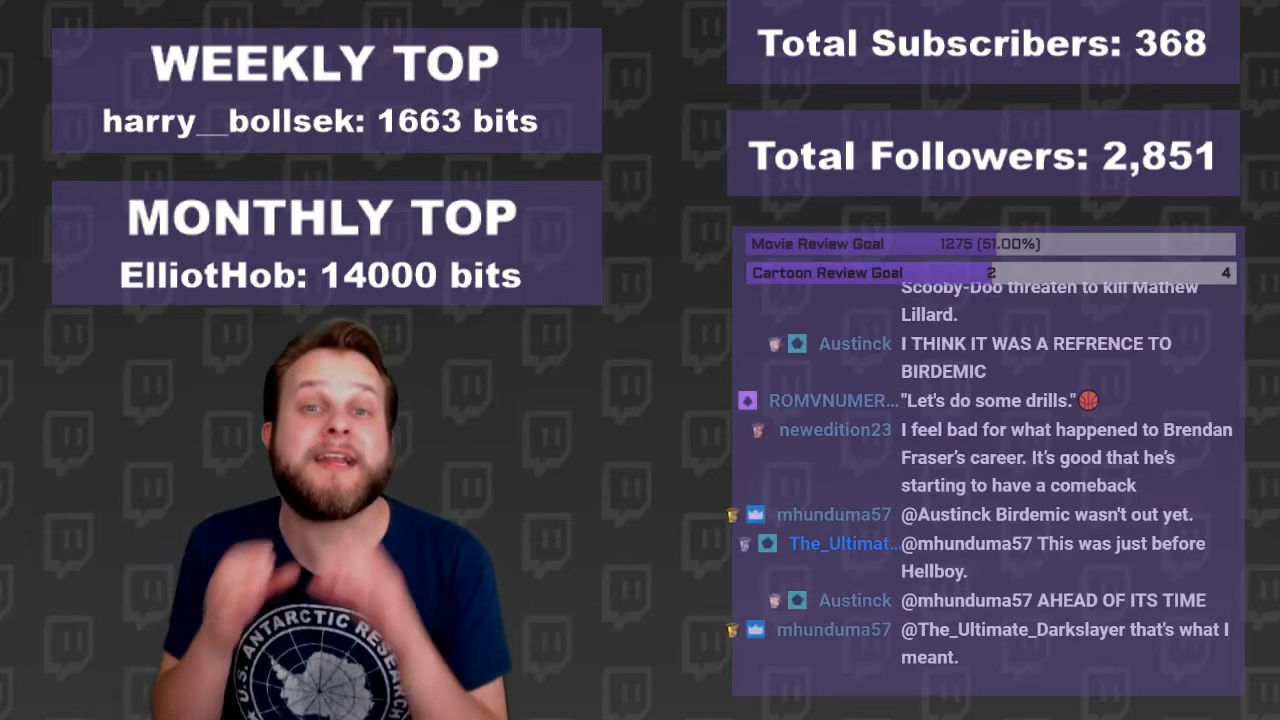 WEEKLY TOP
harry__bollsek: 1663 bits
MONTHLY TOP
ElliotHob: 14000 bits
Total Subscribers: 368
Total Followers: 2,851
Movie Review Goal 1275 (51.00%)
Cartoon Review Goal 2 4
Scooby-Doo threaten to kill Mathew
Lillard.
Austinck I THINK IT WAS A REFRENCE TO
BIRDEMIC
ROMVNUMER... "Let's do some drills."🏀
newedition23 I feel bad for what happened to Brendan
Fraser's career. It's good that he's
starting to have a comeback
mhunduma57 @Austinck Birdemic wasn't out yet.
The_Ultimat... @mhunduma57 This was just before
Hellboy.
Austinck @mhunduma57 AHEAD OF ITS TIME
mhunduma57 @The_Ultimate_Darkslayer that's what I
meant.
U.S. ANTARCTIC RESEARCH